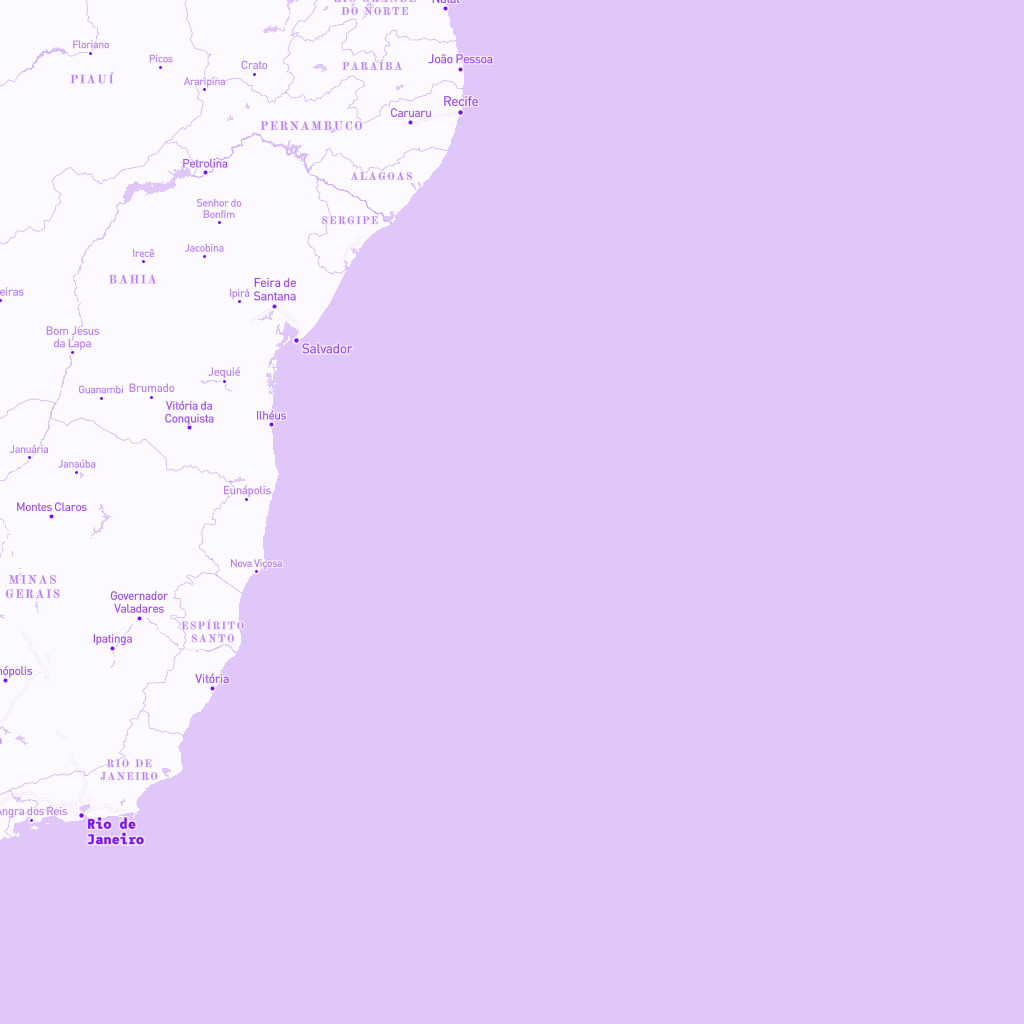 DO NORTE
Natal
Floriano
Picos
Crato
PARAÍBA
João Pessoa
PIAUÍ
Araripina
Recife
Caruaru
PERNAMBUCO
Petrolina
ALAGOAS
Senhor do
Bonfim
SERGIPE
Jacobina
Irecê
BAHIA
Feira de
Santana
Ipirá
eiras
Bom Jesus
da Lapa
Salvador
Jequié
Guanambi
Brumado
Vitória da
Conquista
Ilhéus
Januária
Janaúba
Eunápolis
Montes Claros
Nova Viçosa
MINAS
GERAIS
Governador
Valadares
ESPÍRITO
SANTO
Ipatinga
nópolis
Vitória
RIO DE
JANEIRO
Angra dos Reis
Rio de
Janeiro